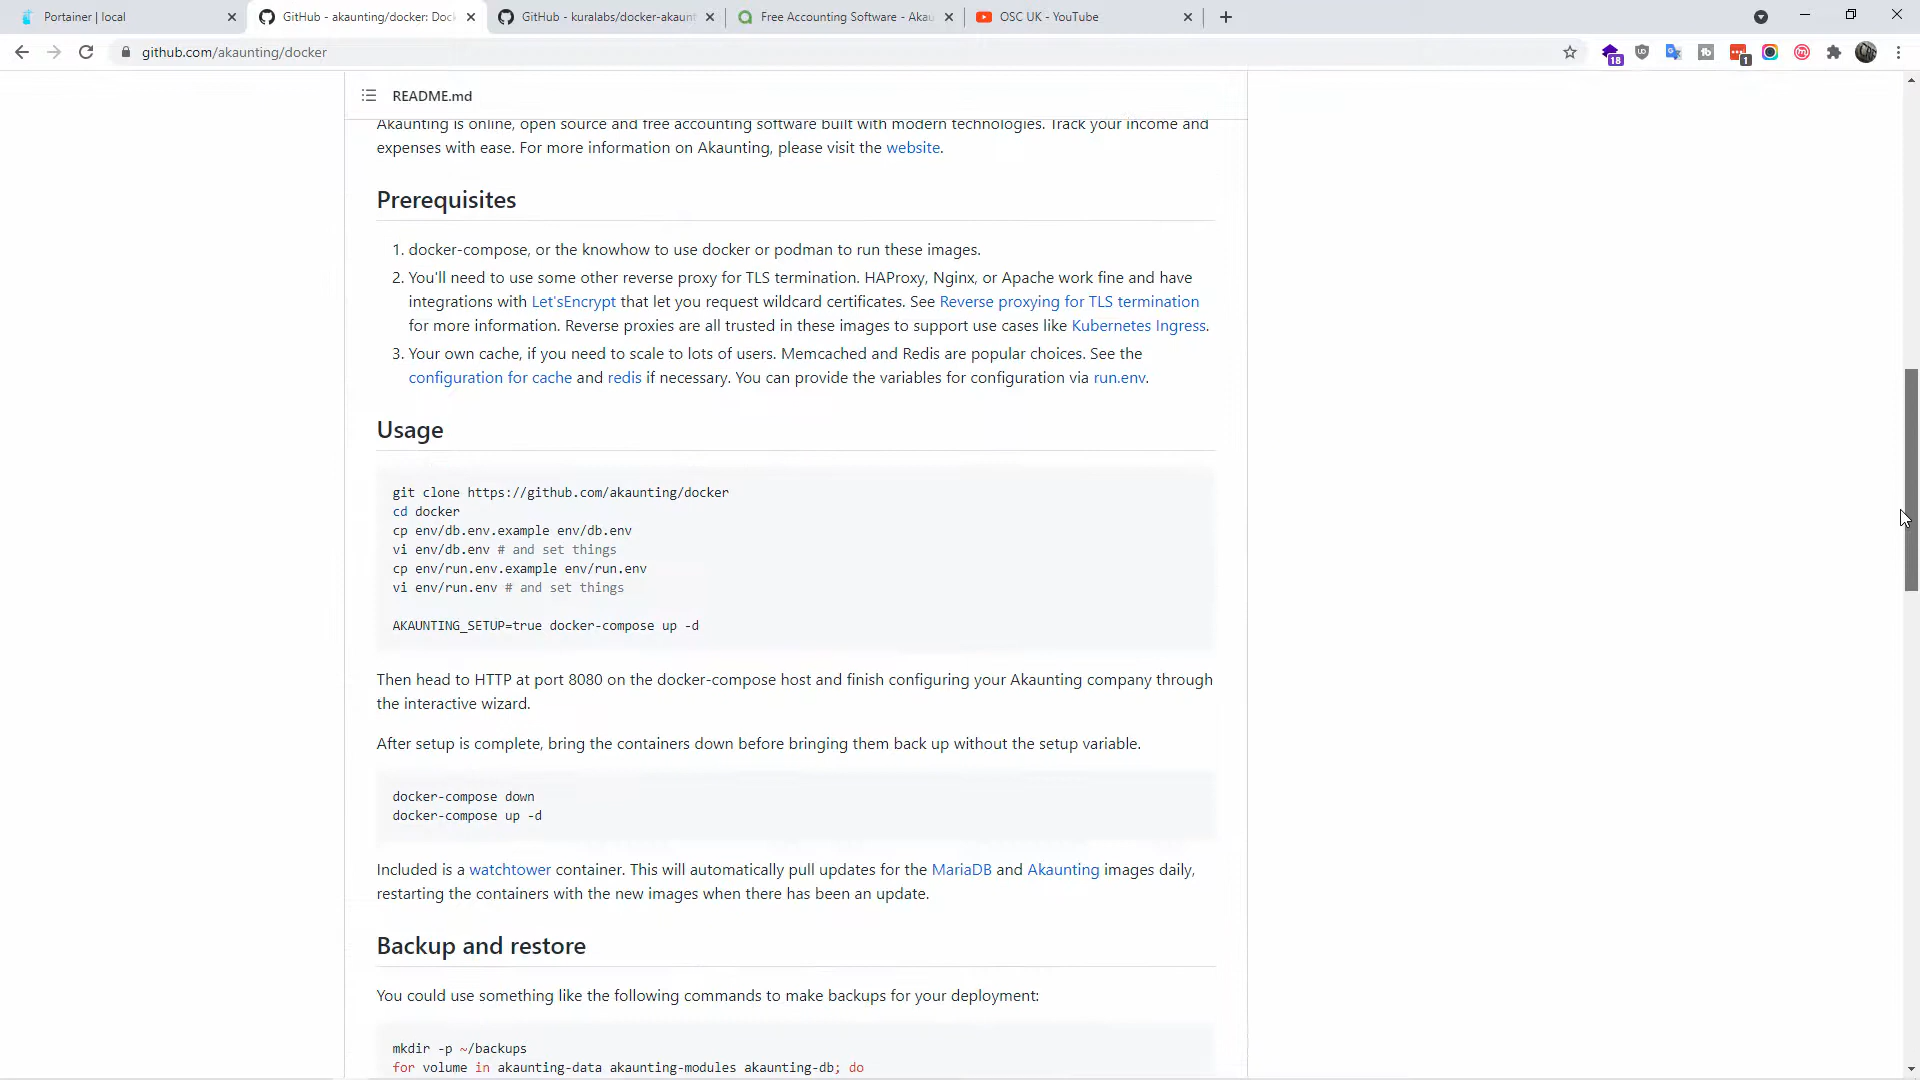 Portainer | local
GitHub - akaunting/docker: Dock
GitHub - kuralabs/docker-akaunt
Free Accounting Software - Akau
OSC UK - YouTube
github.com/akaunting/docker
18
1
README.md
Akaunting is online, open source and free accounting software built with modern technologies. Track your income and
expenses with ease. For more information on Akaunting, please visit the website.
Prerequisites
1. docker-compose, or the knowhow to use docker or podman to run these images.
2. You'll need to use some other reverse proxy for TLS termination. HAProxy, Nginx, or Apache work fine and have
integrations with Let'sEncrypt that let you request wildcard certificates. See Reverse proxying for TLS termination
for more information. Reverse proxies are all trusted in these images to support use cases like Kubernetes Ingress.
3. Your own cache, if you need to scale to lots of users. Memcached and Redis are popular choices. See the
configuration for cache and redis if necessary. You can provide the variables for configuration via run.env.
Usage
git clone https://github.com/akaunting/docker
cd docker
cp env/db.env.example env/db.env
vi env/db.env # and set things
cp env/run.env.example env/run.env
vi env/run.env # and set things
AKAUNTING_SETUP=true docker-compose up -d
Then head to HTTP at port 8080 on the docker-compose host and finish configuring your Akaunting company through
the interactive wizard.
After setup is complete, bring the containers down before bringing them back up without the setup variable.
docker-compose down
docker-compose up -d
Included is a watchtower container. This will automatically pull updates for the MariaDB and Akaunting images daily,
restarting the containers with the new images when there has been an update.
Backup and restore
You could use something like the following commands to make backups for your deployment:
mkdir -p ~/backups
for volume in akaunting-data akaunting-modules akaunting-db; do